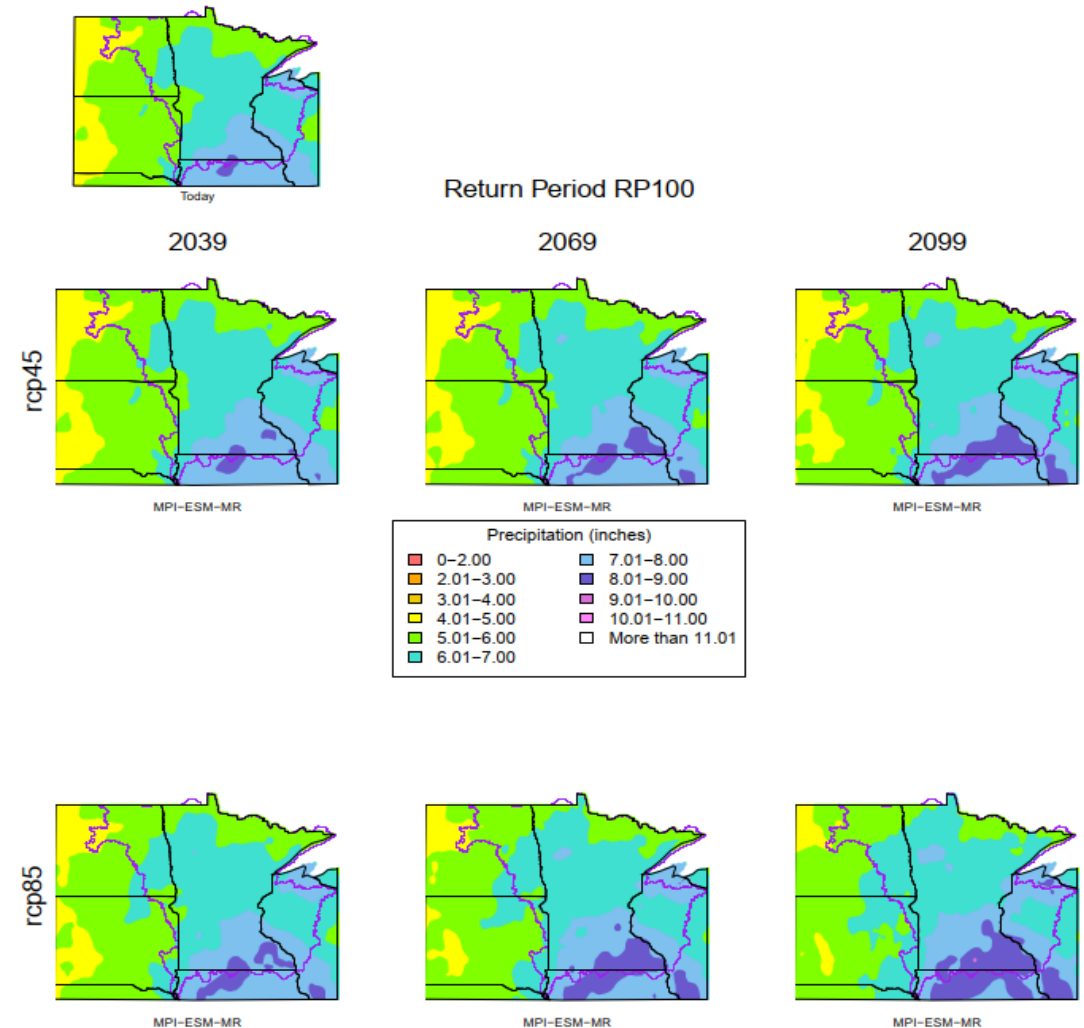 Today
Return Period RP100
2039
2069
2099
rcp45
MPI−ESM−MR
MPI−ESM−MR
MPI−ESM−MR
Precipitation (inches)
0−2.00
2.01−3.00
3.01−4.00
4.01−5.00
5.01−6.00
6.01−7.00
7.01−8.00
8.01−9.00
9.01−10.00
10.01−11.00
More than 11.01
rcp85
MPI−ESM−MR
MPI−ESM−MR
MPI−ESM−MR